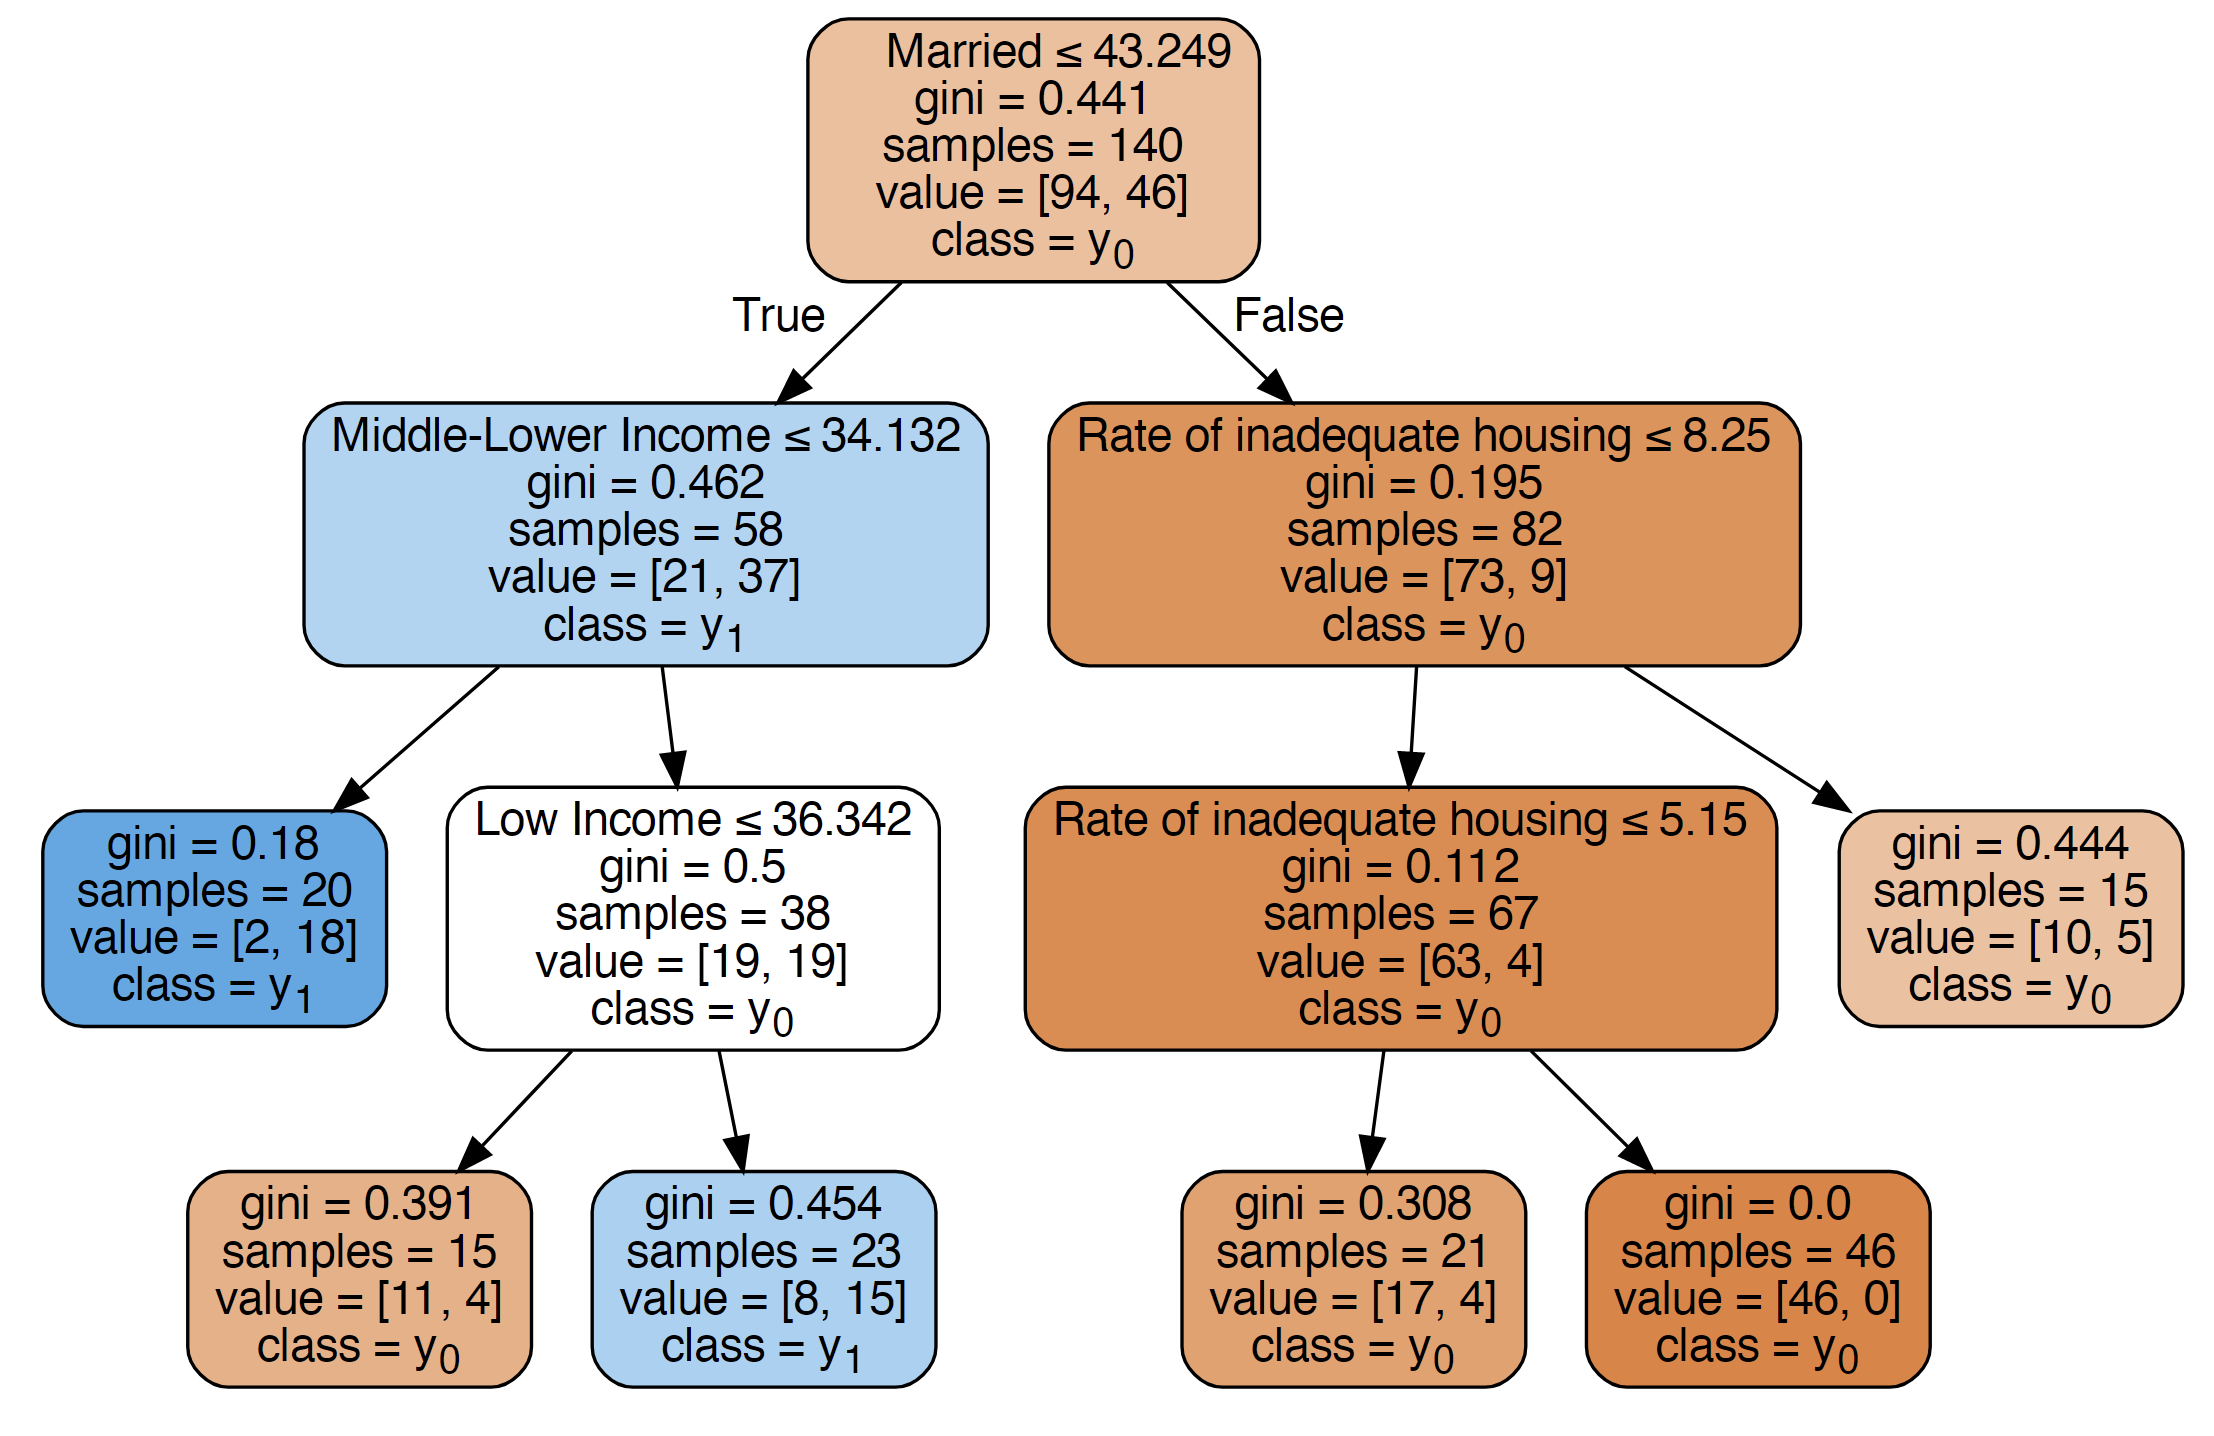 Married ≤ 43.249
gini = 0.441
samples = 140
value = [94, 46]
class = y₀
True
False
Middle-Lower Income ≤ 34.132
gini = 0.462
samples = 58
value = [21, 37]
class = y₁
Rate of inadequate housing ≤ 8.25
gini = 0.195
samples = 82
value = [73, 9]
class = y₀
gini = 0.18
samples = 20
value = [2, 18]
class = y₁
Low Income ≤ 36.342
gini = 0.5
samples = 38
value = [19, 19]
class = y₀
Rate of inadequate housing ≤ 5.15
gini = 0.112
samples = 67
value = [63, 4]
class = y₀
gini = 0.444
samples = 15
value = [10, 5]
class = y₀
gini = 0.391
samples = 15
value = [11, 4]
class = y₀
gini = 0.454
samples = 23
value = [8, 15]
class = y₁
gini = 0.308
samples = 21
value = [17, 4]
class = y₀
gini = 0.0
samples = 46
value = [46, 0]
class = y₀